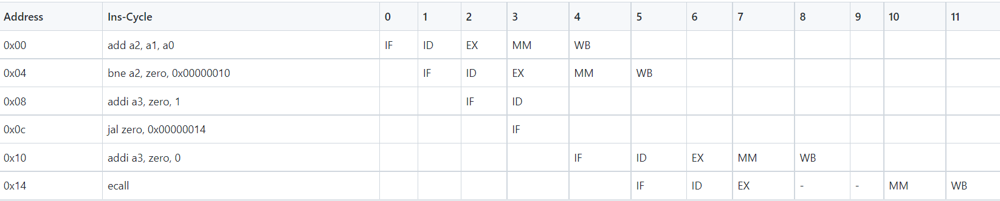 Address Ins-Cycle 0 1 2 3 4 5 6 7 8 9 10 11
0x00 add a2, a1, a0 IF ID EX MM WB
0x04 bne a2, zero, 0x00000010 IF ID EX MM WB
0x08 addi a3, zero, 1 IF ID
0x0c jal zero, 0x00000014 IF
0x10 addi a3, zero, 0 IF ID EX MM WB
0x14 ecall IF ID EX - - MM WB